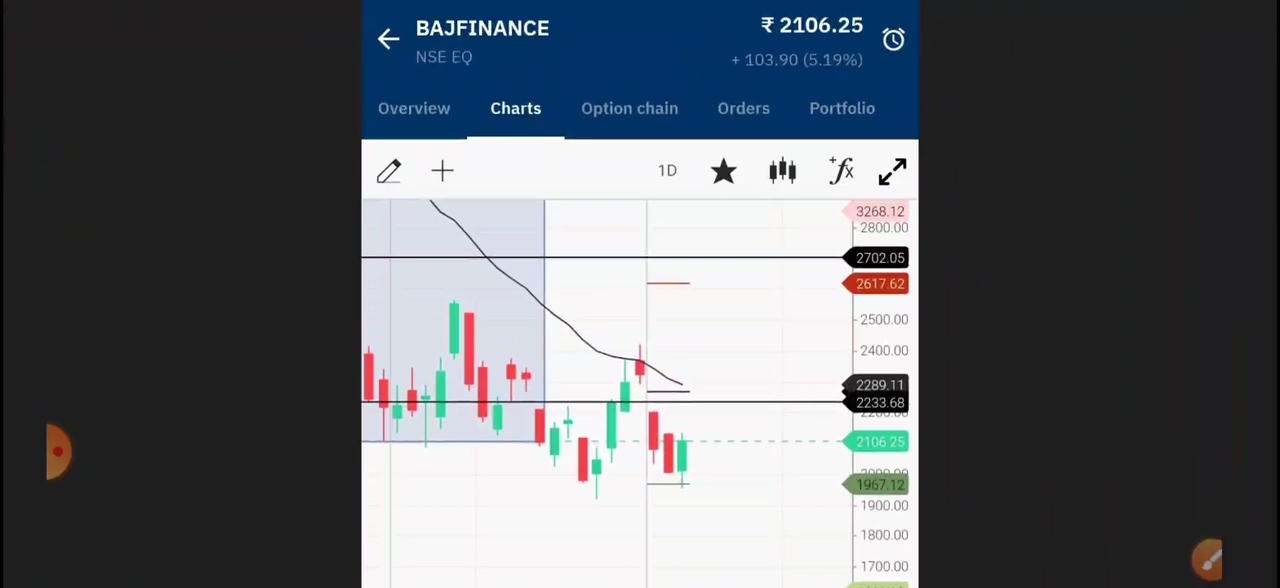 BAJFINANCE
₹ 2106.25
NSE EQ
+ 103.90 (5.19%)
Overview
Charts
Option chain
Orders
Portfolio
1D
+fx
3268.12
2800.00
2702.05
2617.62
2500.00
2400.00
2289.11
2233.68
2106.25
1967.12
1900.00
1800.00
1700.00